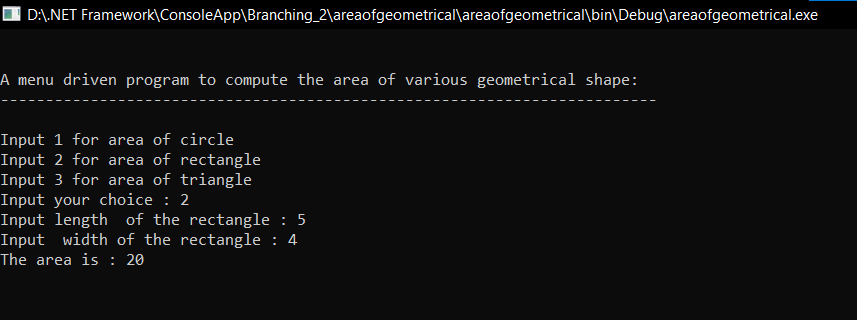 D:\.NET Framework\ConsoleApp\Branching_2\areaofgeometrical\areaofgeometrical\bin\Debug\areaofgeometrical.exe
A menu driven program to compute the area of various geometrical shape:
-------------------------------------------------------------------------
Input 1 for area of circle
Input 2 for area of rectangle
Input 3 for area of triangle
Input your choice : 2
Input length  of the rectangle : 5
Input  width of the rectangle : 4
The area is : 20